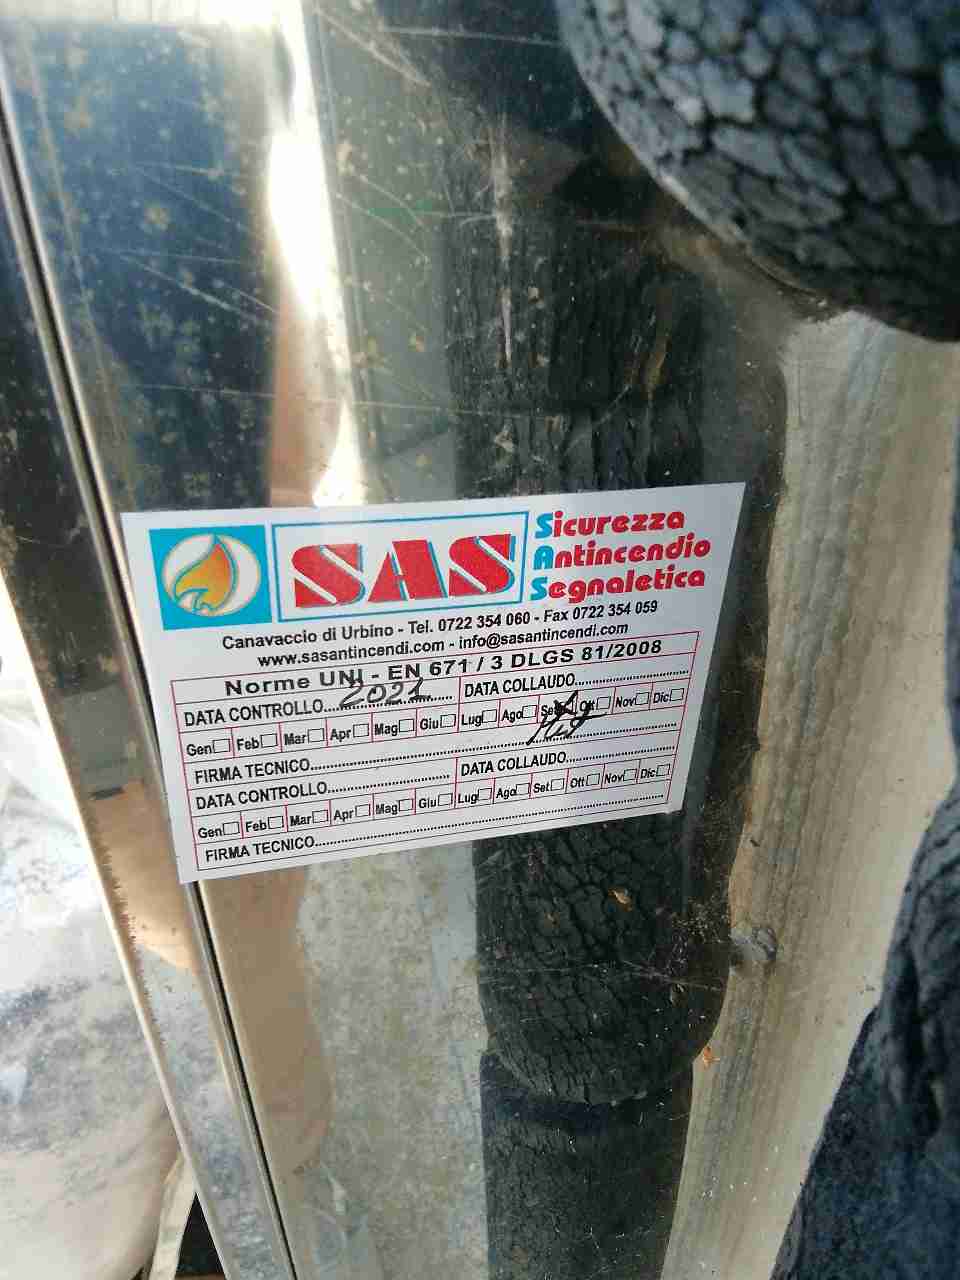 SAS
Sicurezza
Antincendio
Segnaletica
Canavaccio di Urbino - Tel. 0722 354 060 - Fax 0722 354 059
www.sasantincendi.com - info@sasantincendi.com
Norme UNI - EN 671 / 3 DLGS 81/2008
DATA CONTROLLO....2021.... DATA COLLAUDO....................
Gen Feb Mar Apr Mag Giu Lug Ago Set Ott Nov Dic
FIRMA TECNICO....................
DATA CONTROLLO.................... DATA COLLAUDO....................
Gen Feb Mar Apr Mag Giu Lug Ago Set Ott Nov Dic
FIRMA TECNICO....................